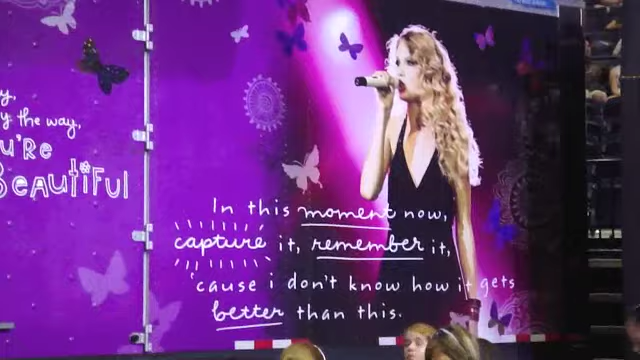 y,
y the way,
u're
Beautiful
In this moment now,
capture it, remember it,
'cause i don't know how it gets
better than this.